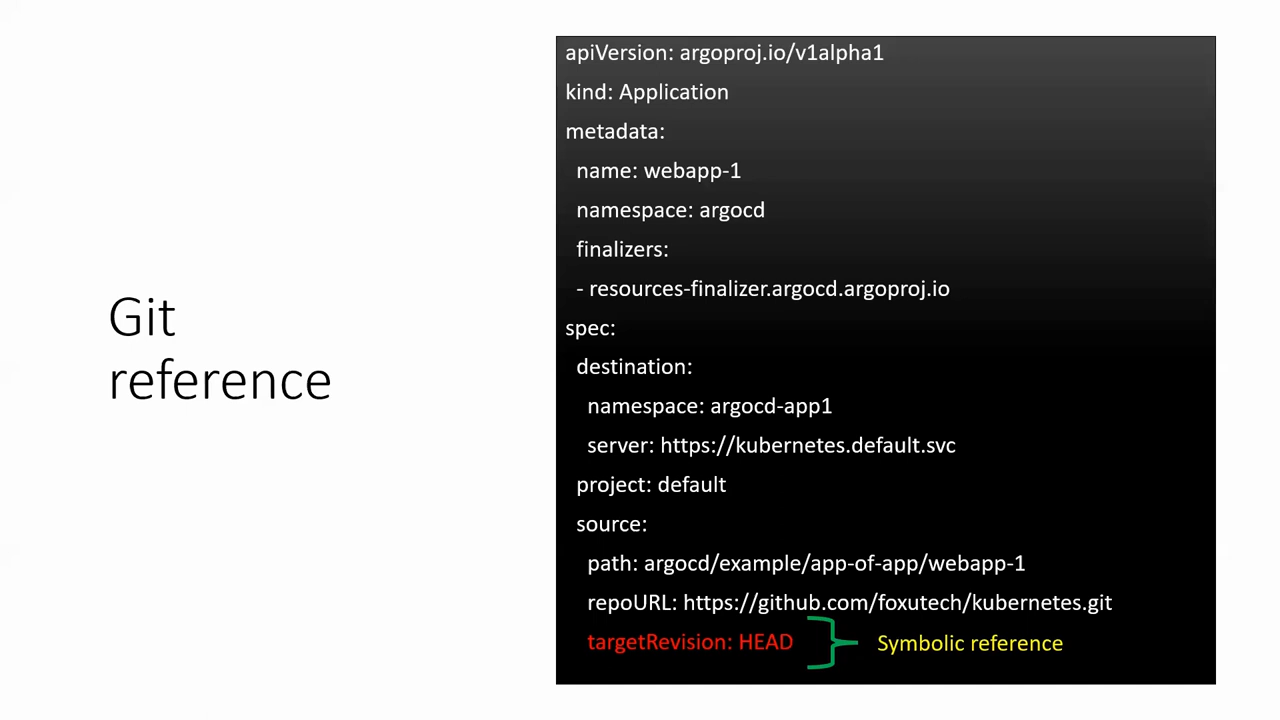 Git
reference
apiVersion: argoproj.io/v1alpha1
kind: Application
metadata:
name: webapp-1
namespace: argocd
finalizers:
- resources-finalizer.argocd.argoproj.io
spec:
destination:
namespace: argocd-app1
server: https://kubernetes.default.svc
project: default
source:
path: argocd/example/app-of-app/webapp-1
repoURL: https://github.com/foxutech/kubernetes.git
targetRevision: HEAD
Symbolic reference